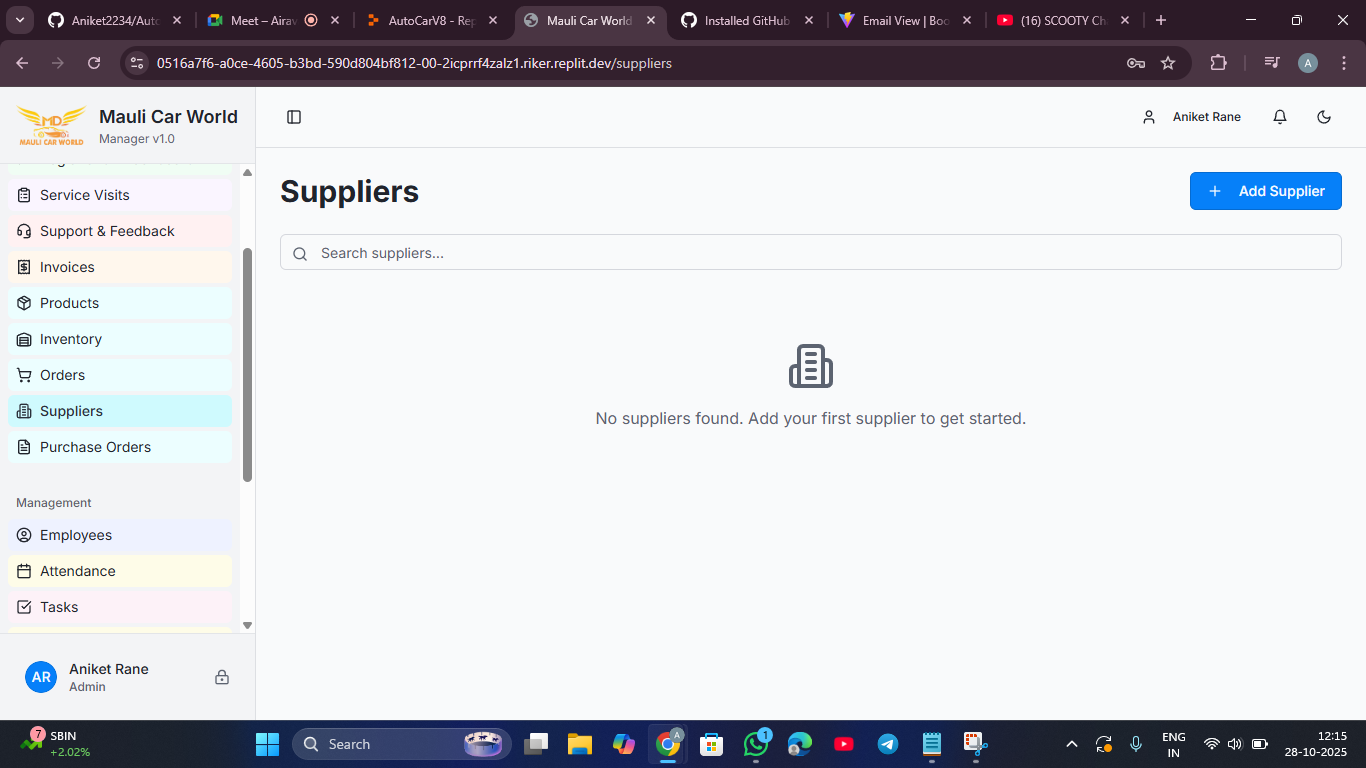 Aniket2234/Auto
Meet – Airav
AutoCarV8 - Rep
Mauli Car World
Installed GitHub
Email View | Boo
(16) SCOOTY Ch
0516a7f6-a0ce-4605-b3bd-590d804bf812-00-2icprrf4zalz1.riker.replit.dev/suppliers
A
MD
MAULI CAR WORLD
Mauli Car World
Manager v1.0
Aniket Rane
Service Visits
Support & Feedback
Invoices
Products
Inventory
Orders
Suppliers
Purchase Orders
Management
Employees
Attendance
Tasks
AR
Aniket Rane
Admin
Suppliers
Add Supplier
Search suppliers...
No suppliers found. Add your first supplier to get started.
7
SBIN
+2.02%
Search
A
1
ENG
IN
12:15
28-10-2025